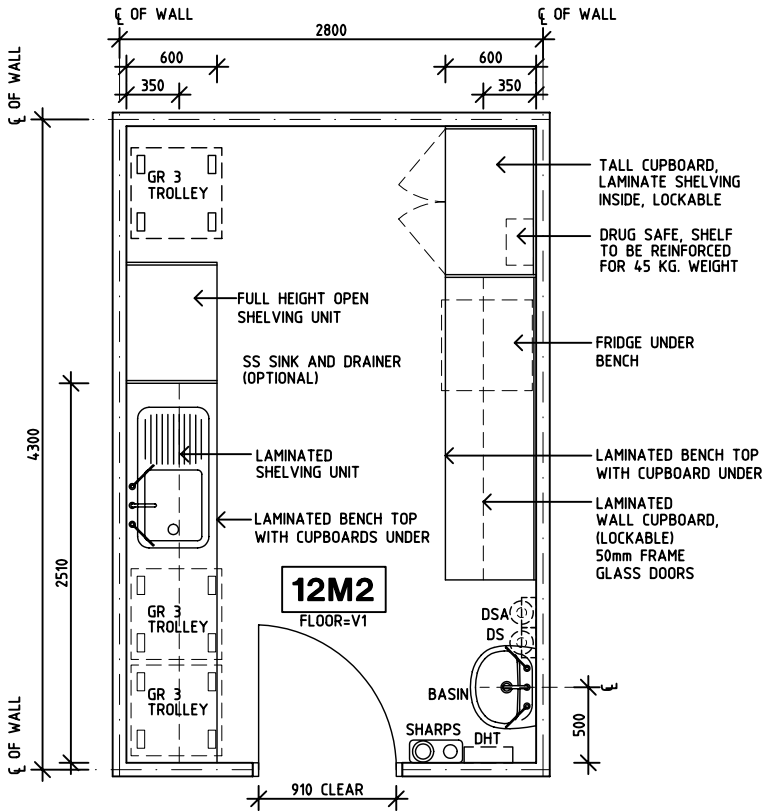 ℄ OF WALL
℄ OF WALL
2800
600
600
350
350
℄ OF WALL
GR 3
TROLLEY
TALL CUPBOARD,
LAMINATE SHELVING
INSIDE, LOCKABLE
DRUG SAFE, SHELF
TO BE REINFORCED
FOR 45 KG. WEIGHT
FULL HEIGHT OPEN
SHELVING UNIT
FRIDGE UNDER
BENCH
SS SINK AND DRAINER
(OPTIONAL)
4300
LAMINATED
SHELVING UNIT
LAMINATED BENCH TOP
WITH CUPBOARD UNDER
LAMINATED BENCH TOP
WITH CUPBOARDS UNDER
LAMINATED
WALL CUPBOARD,
(LOCKABLE)
50mm FRAME
GLASS DOORS
2510
12M2
FLOOR=V1
GR 3
TROLLEY
DSA
DS
GR 3
TROLLEY
BASIN
℄
500
SHARPS
DHT
℄ OF WALL
910 CLEAR